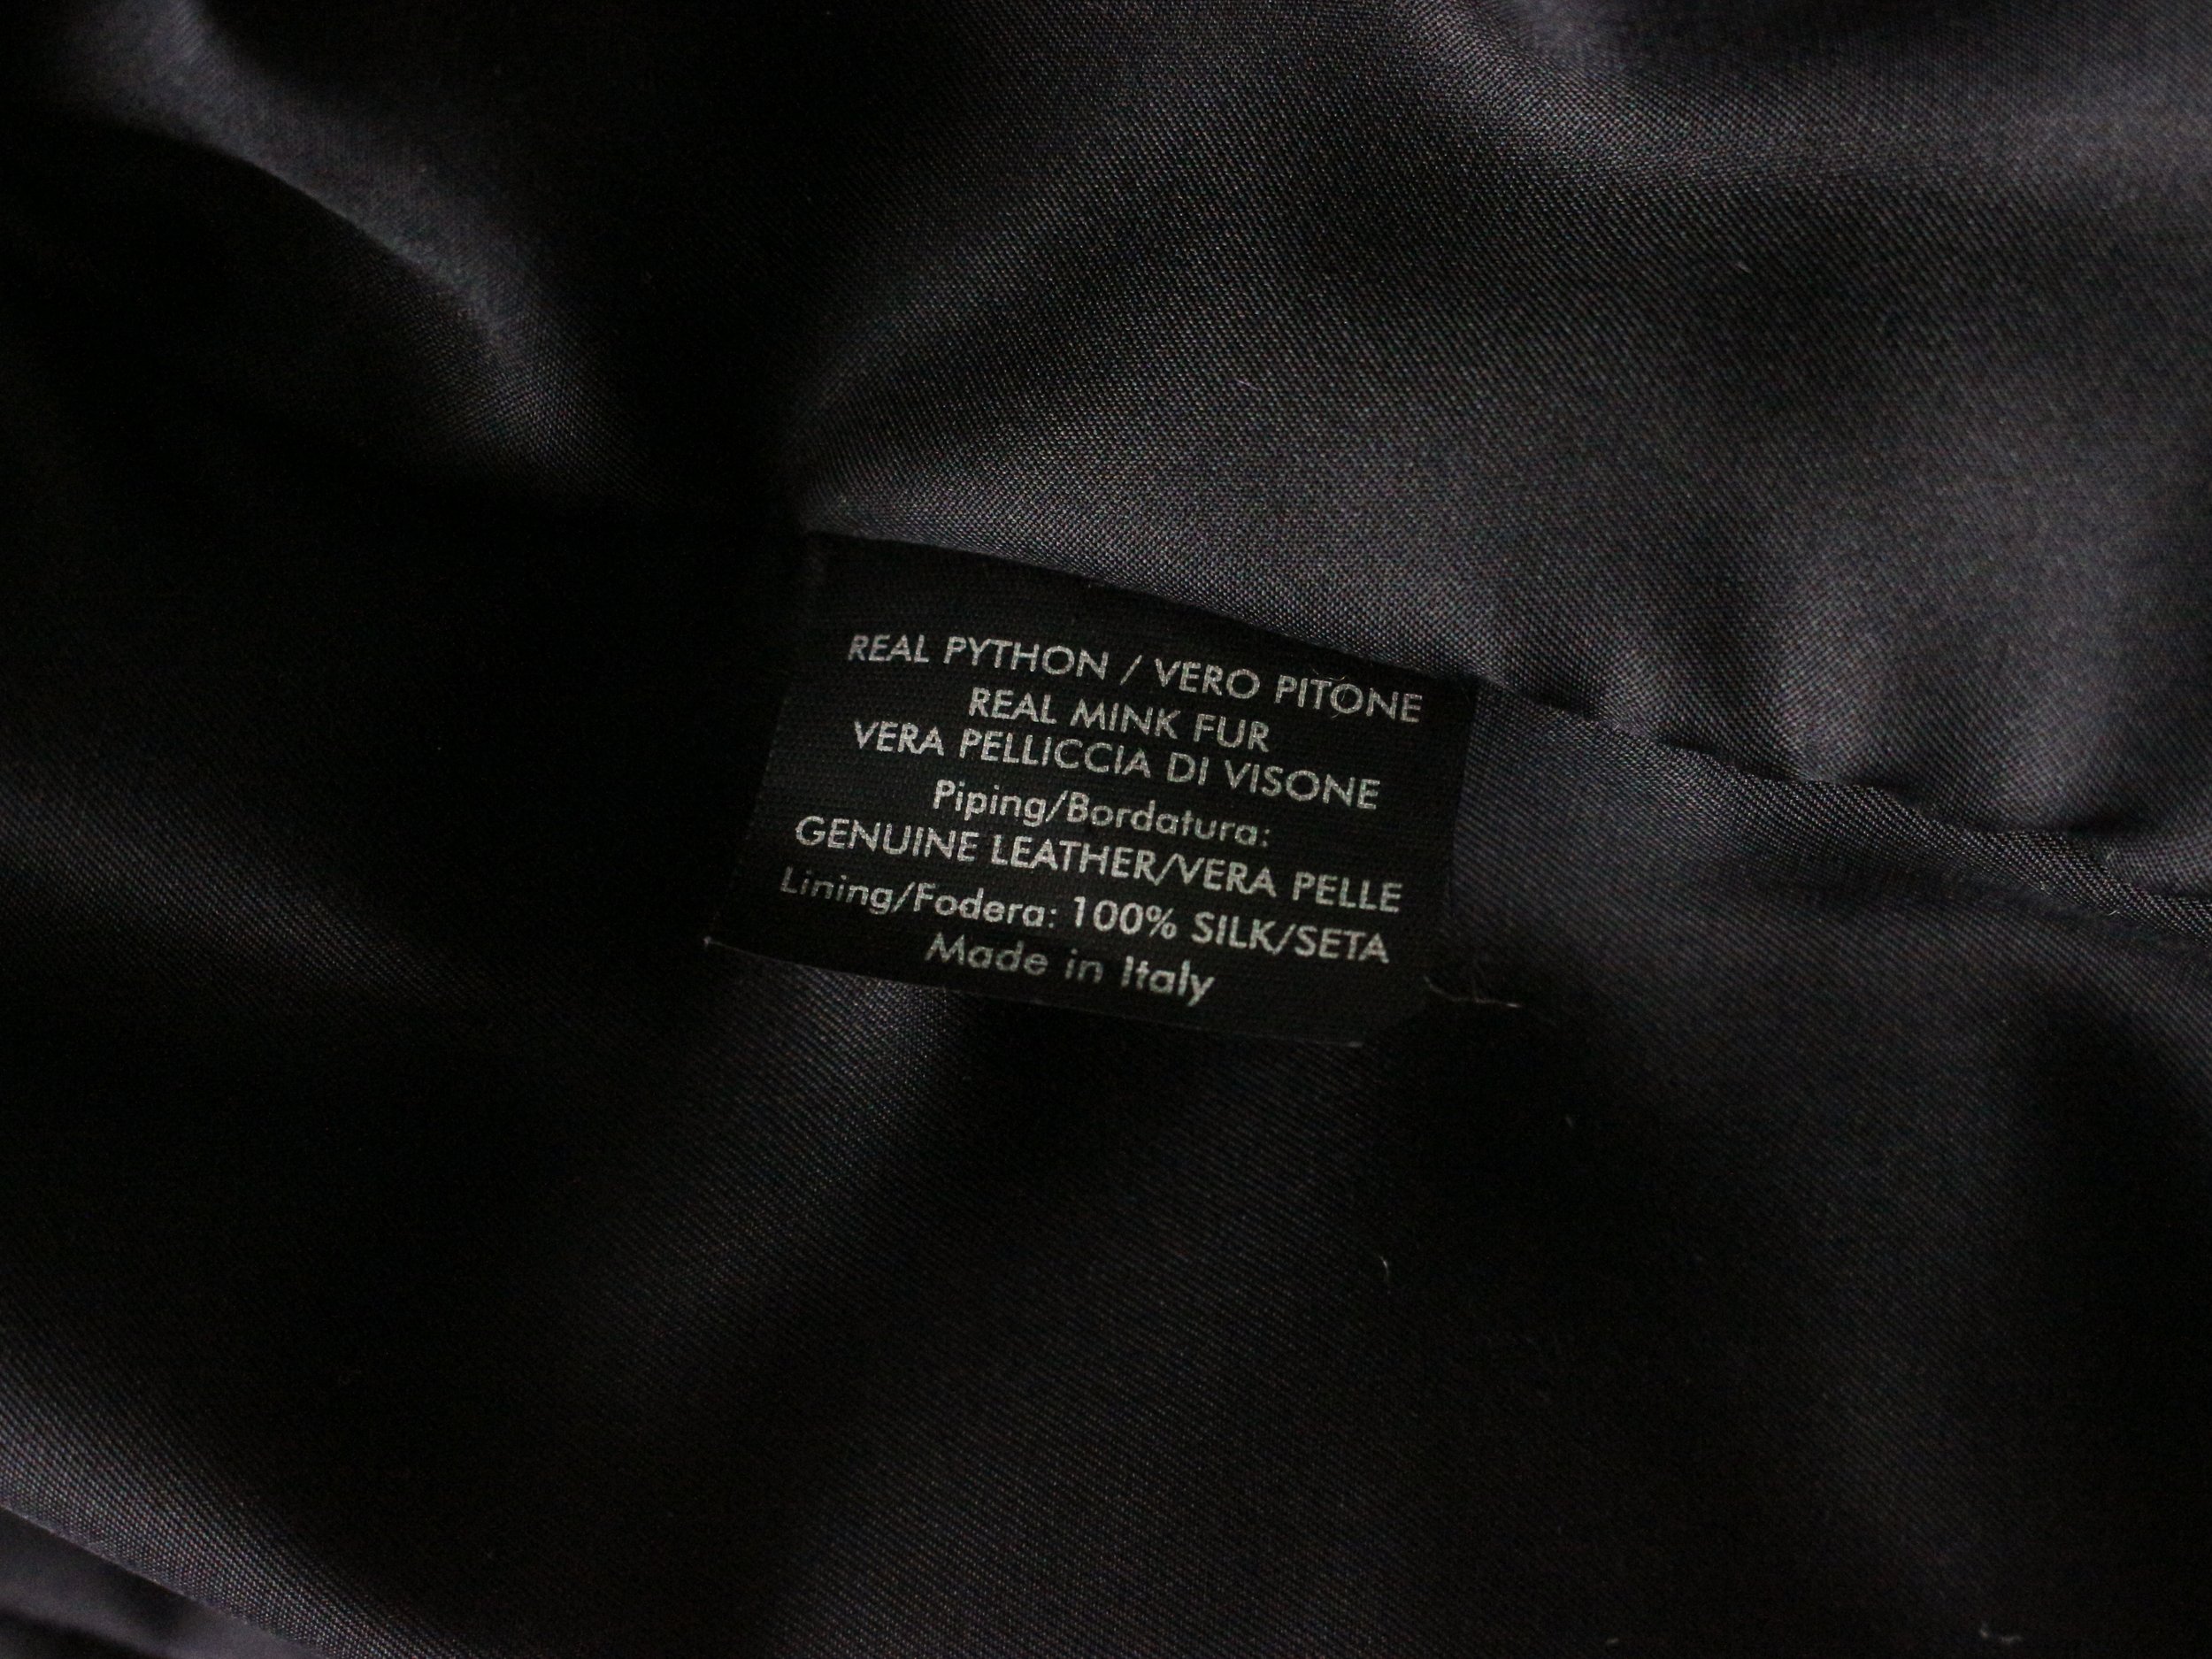 REAL PYTHON / VERO PITONE
REAL MINK FUR
VERA PELLICCIA DI VISONE
Piping/Bordatura:
GENUINE LEATHER/VERA PELLE
Lining/Fodera: 100% SILK/SETA
Made in Italy